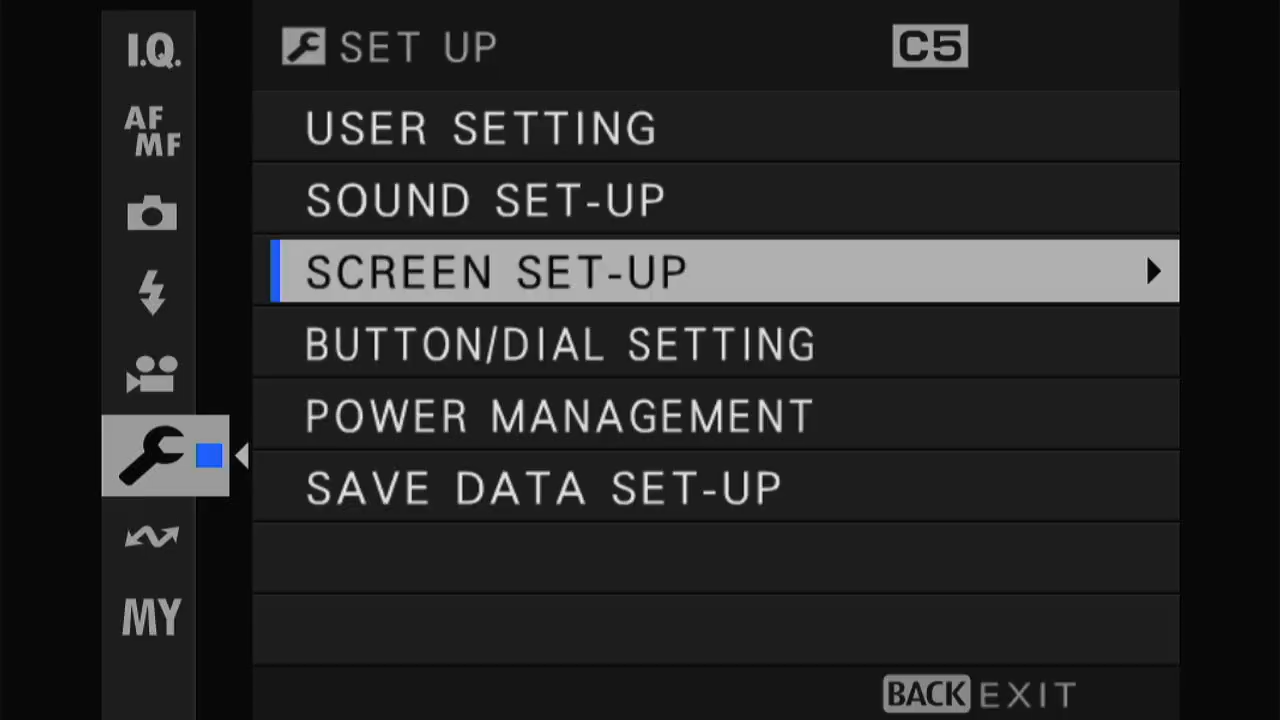 I.Q.
AF
MF
MY
SET UP C5
USER SETTING
SOUND SET-UP
SCREEN SET-UP
BUTTON/DIAL SETTING
POWER MANAGEMENT
SAVE DATA SET-UP
BACK EXIT